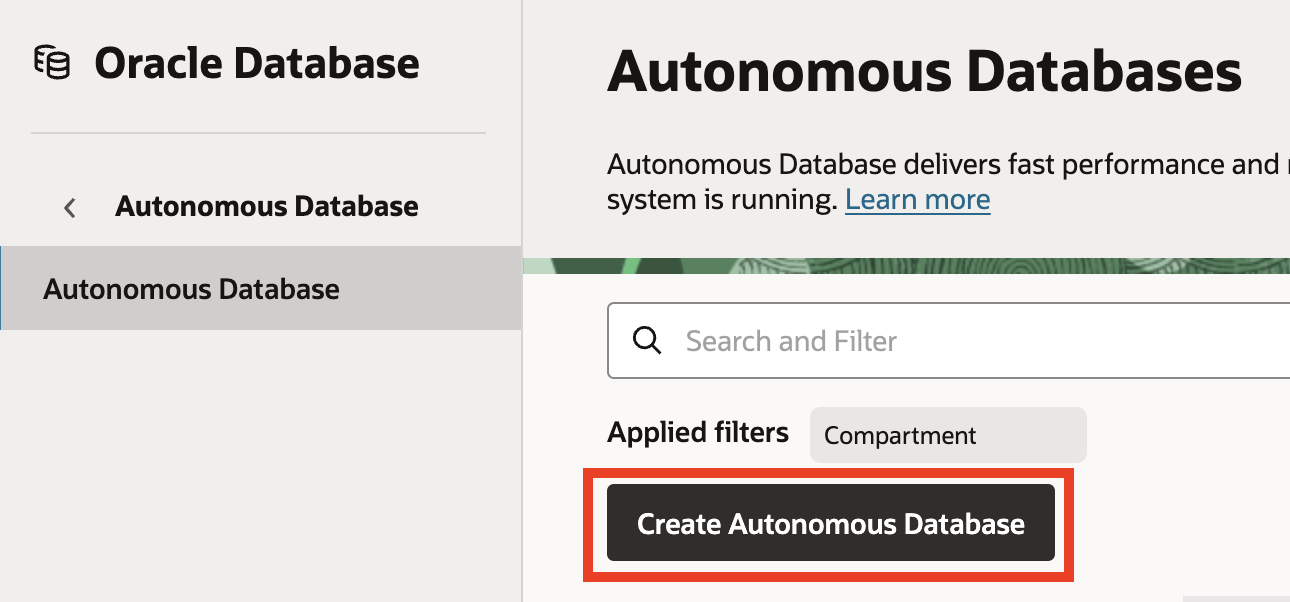 Oracle Database
Autonomous Database
Autonomous Database
Autonomous Databases
Autonomous Database delivers fast performance and
system is running. Learn more
Search and Filter
Applied filters
Compartment
Create Autonomous Database